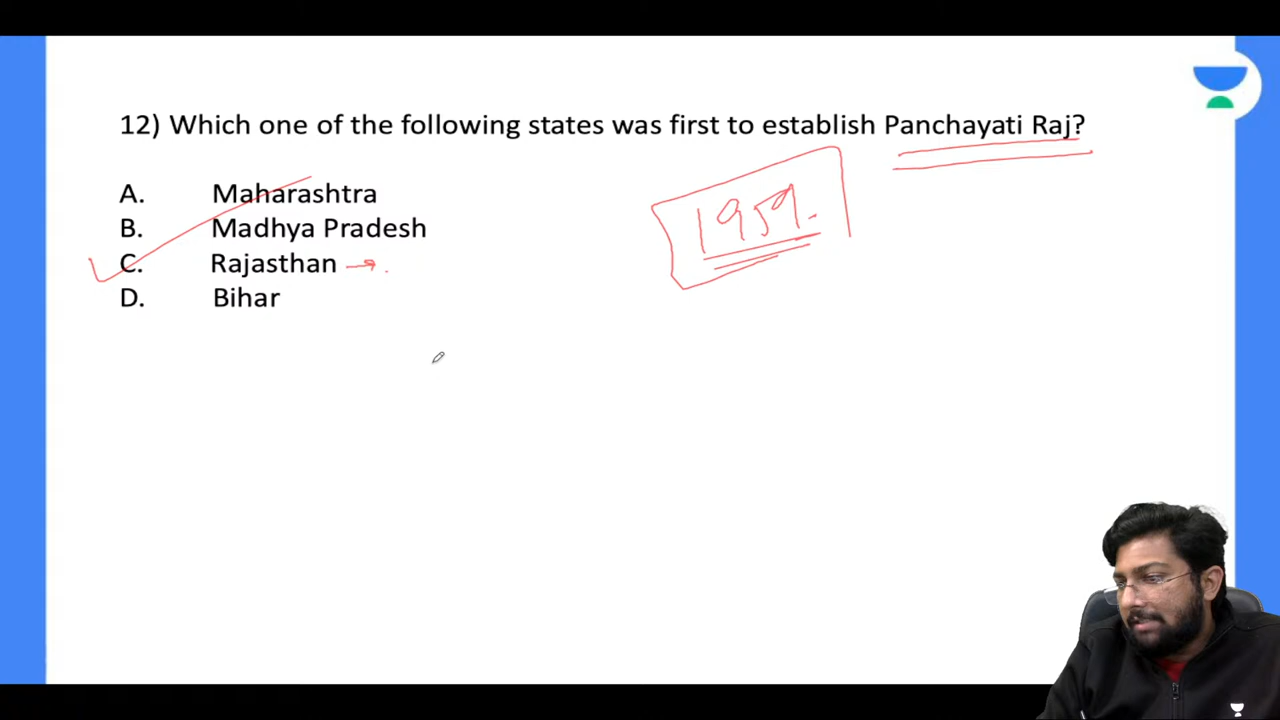 12) Which one of the following states was first to establish Panchayati Raj?
A. Maharashtra
B. Madhya Pradesh
C. Rajasthan →.
D. Bihar
1959.